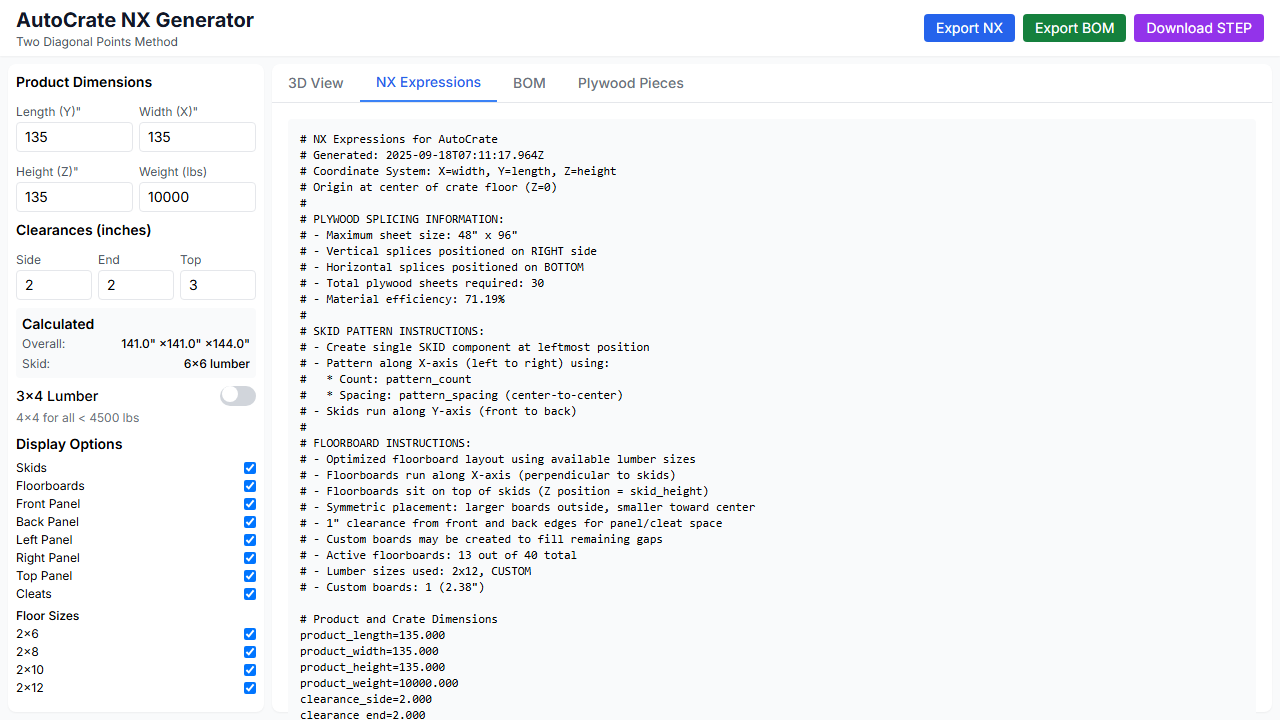 AutoCrate NX Generator
Two Diagonal Points Method
Export NX
Export BOM
Download STEP
Product Dimensions
Length (Y)" Width (X)"
135 135
Height (Z)" Weight (lbs)
135 10000
Clearances (inches)
Side End Top
2 2 3
Calculated
Overall: 141.0" ×141.0" ×144.0"
Skid: 6×6 lumber
3×4 Lumber
4×4 for all < 4500 lbs
Display Options
Skids
Floorboards
Front Panel
Back Panel
Left Panel
Right Panel
Top Panel
Cleats
Floor Sizes
2×6
2×8
2×10
2×12
3D View NX Expressions BOM Plywood Pieces
# NX Expressions for AutoCrate
# Generated: 2025-09-18T07:11:17.964Z
# Coordinate System: X=width, Y=length, Z=height
# Origin at center of crate floor (Z=0)
#
# PLYWOOD SPLICING INFORMATION:
# - Maximum sheet size: 48" x 96"
# - Vertical splices positioned on RIGHT side
# - Horizontal splices positioned on BOTTOM
# - Total plywood sheets required: 30
# - Material efficiency: 71.19%
#
# SKID PATTERN INSTRUCTIONS:
# - Create single SKID component at leftmost position
# - Pattern along X-axis (left to right) using:
#   * Count: pattern_count
#   * Spacing: pattern_spacing (center-to-center)
# - Skids run along Y-axis (front to back)
#
# FLOORBOARD INSTRUCTIONS:
# - Optimized floorboard layout using available lumber sizes
# - Floorboards run along X-axis (perpendicular to skids)
# - Floorboards sit on top of skids (Z position = skid_height)
# - Symmetric placement: larger boards outside, smaller toward center
# - 1" clearance from front and back edges for panel/cleat space
# - Custom boards may be created to fill remaining gaps
# - Active floorboards: 13 out of 40 total
# - Lumber sizes used: 2x12, CUSTOM
# - Custom boards: 1 (2.38")
# Product and Crate Dimensions
product_length=135.000
product_width=135.000
product_height=135.000
product_weight=10000.000
clearance_side=2.000
clearance_end=2.000